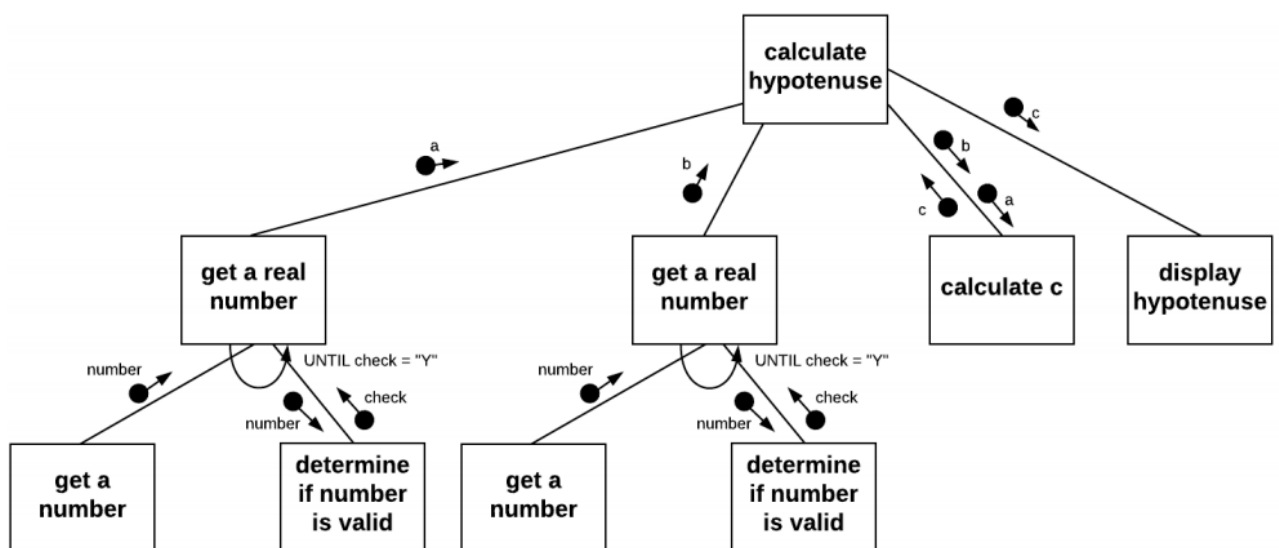 calculate
hypotenuse
a
b
c
b
a
c
get a real
number
get a real
number
calculate c
display
hypotenuse
number
UNTIL check = "Y"
number
check
number
UNTIL check = "Y"
number
check
get a
number
determine
if number
is valid
get a
number
determine
if number
is valid